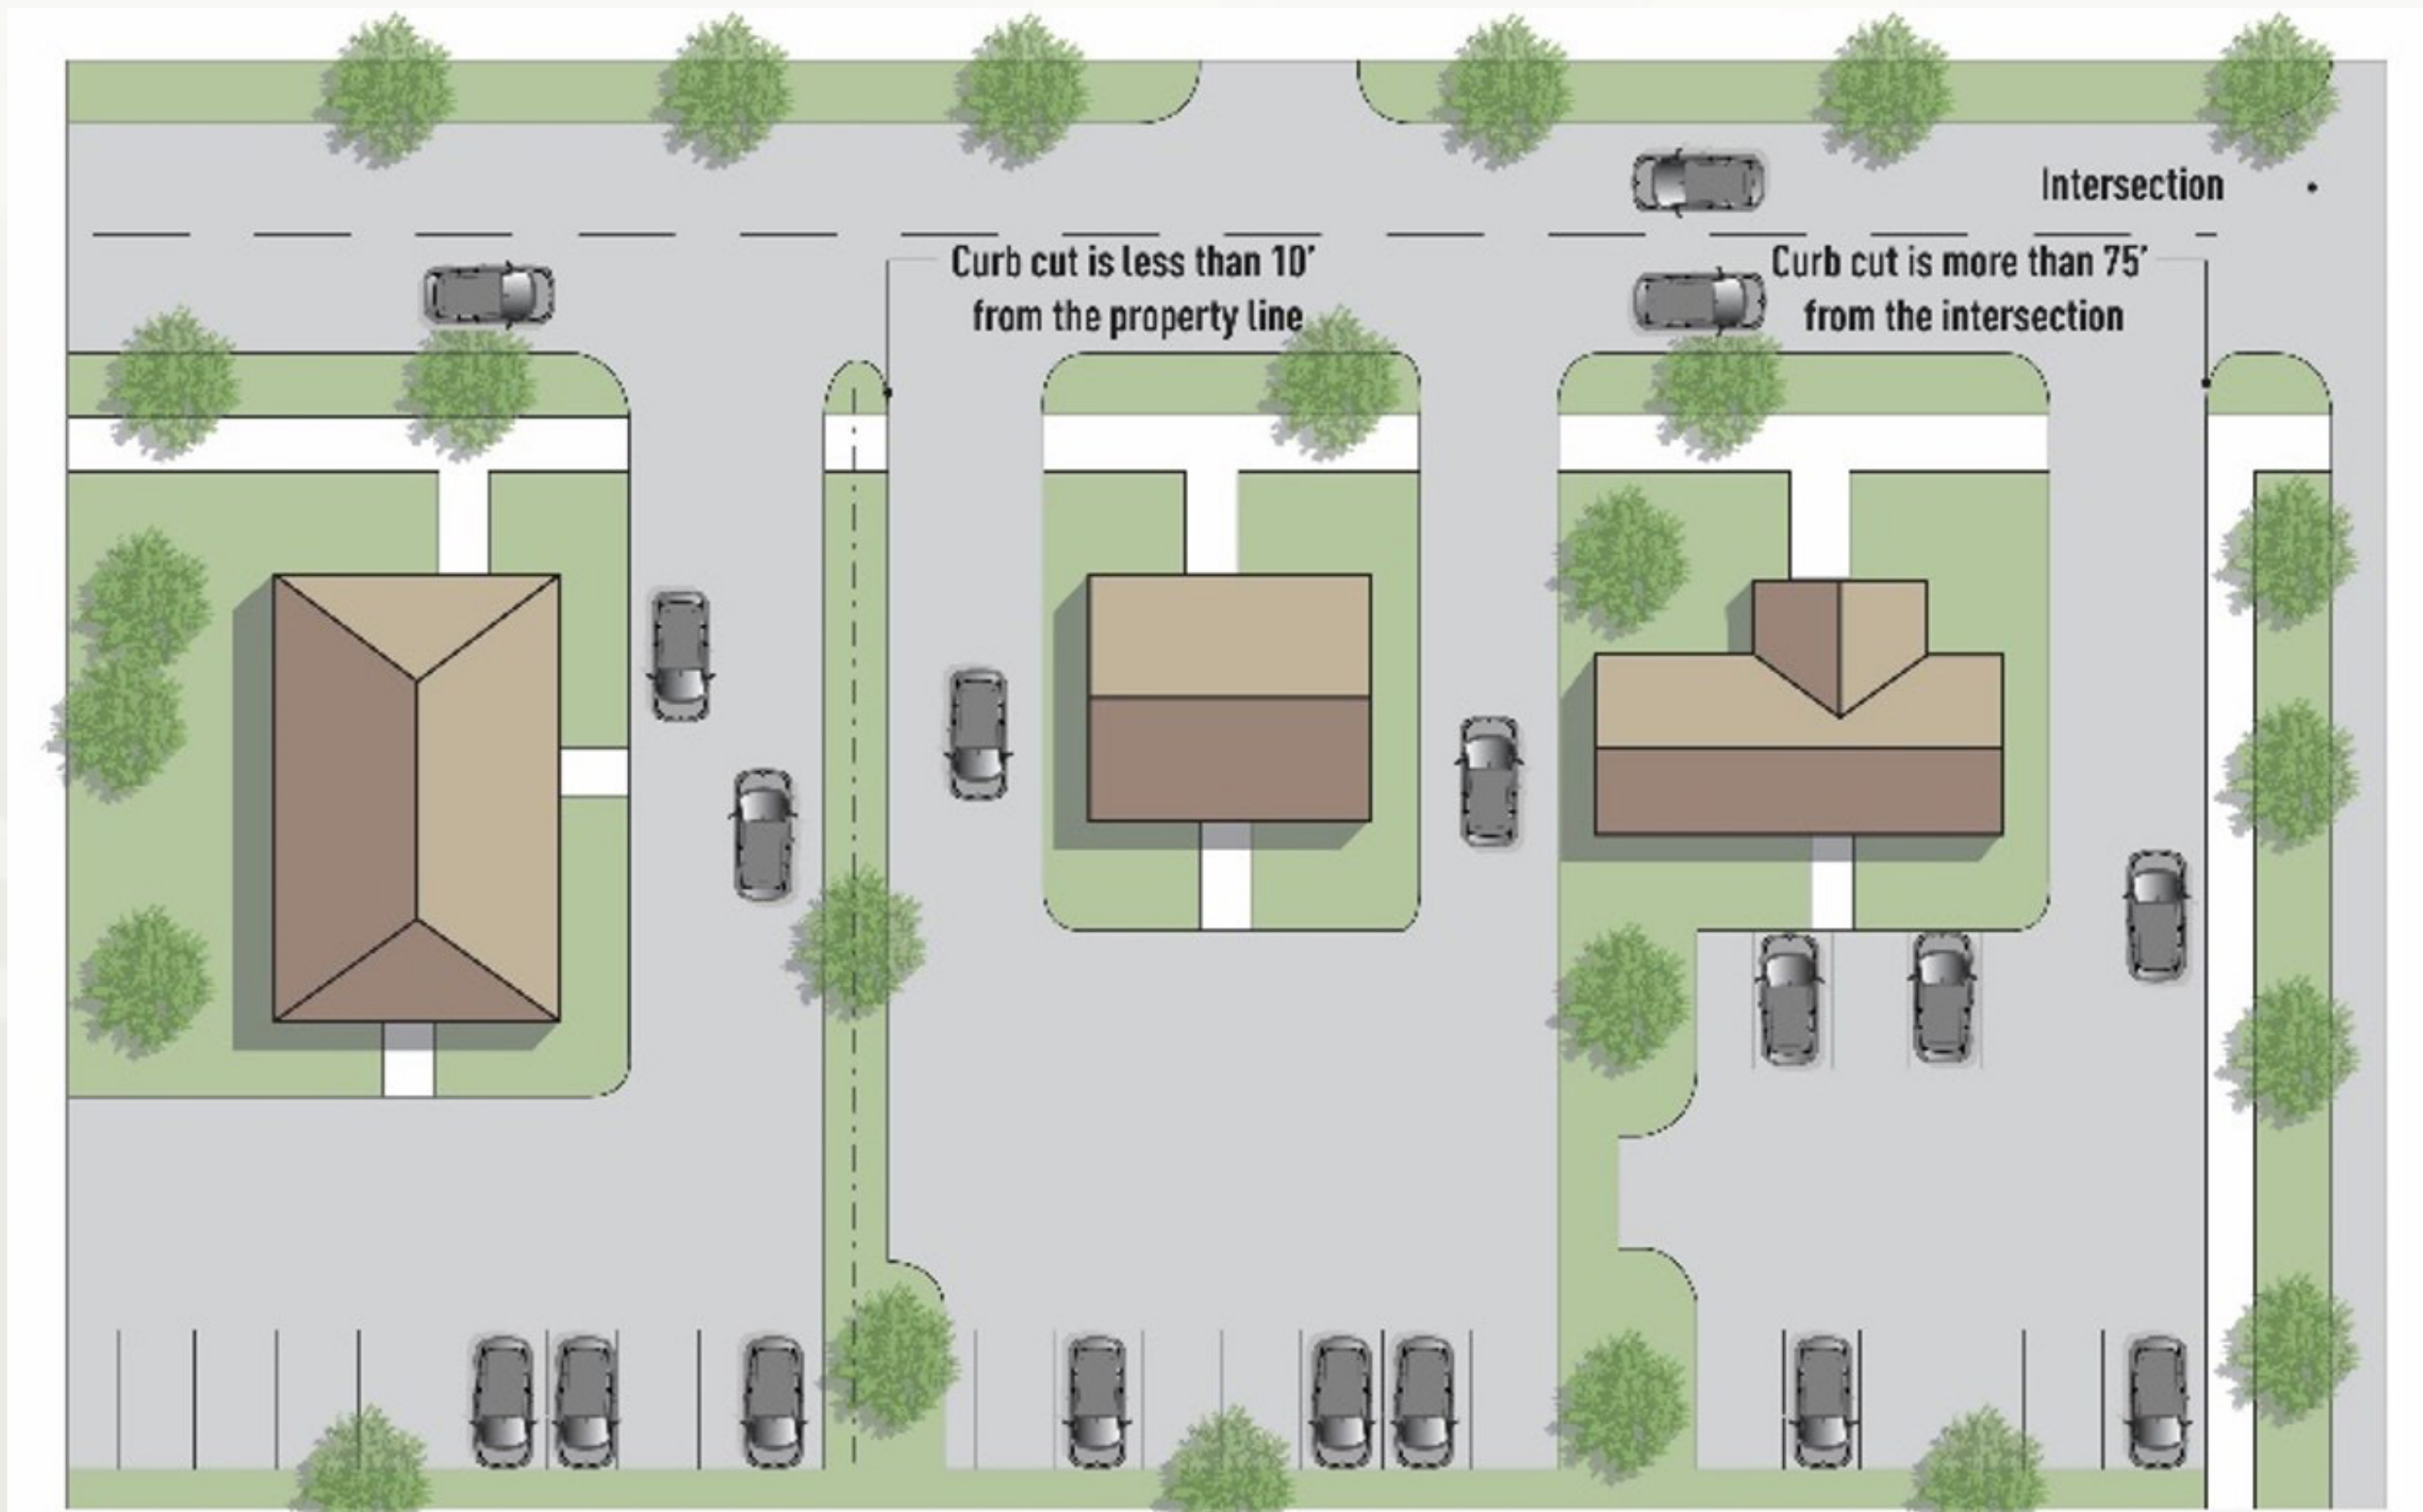 Intersection
Curb cut is less than 10'
from the property line
Curb cut is more than 75'
from the intersection